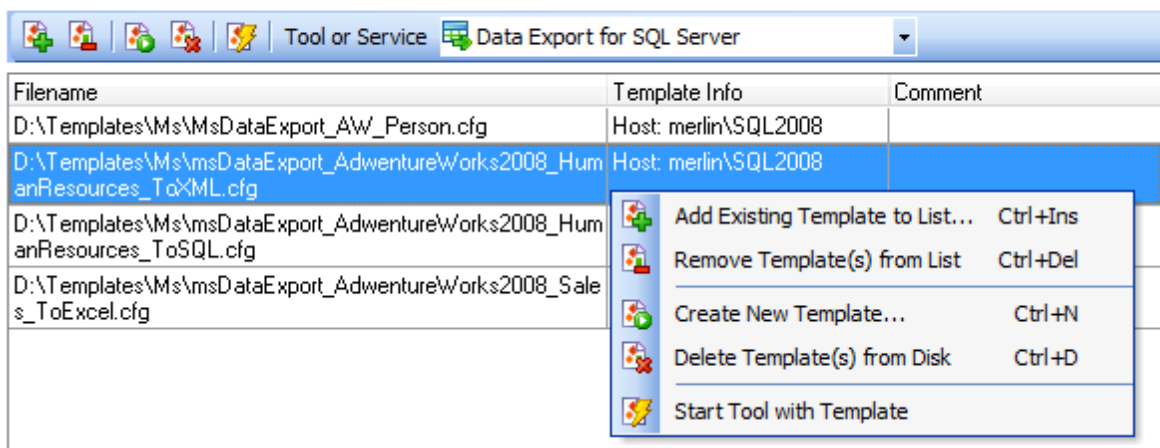 Tool or Service Data Export for SQL Server
Filename Template Info Comment
D:\Templates\Ms\MsDataExport_AW_Person.cfg Host: merlin\SQL2008
D:\Templates\Ms\msDataExport_AdwentureWorks2008_Hum Host: merlin\SQL2008
anResources_ToXML.cfg
D:\Templates\Ms\msDataExport_AdwentureWorks2008_Hum
anResources_ToSQL.cfg
D:\Templates\Ms\msDataExport_AdwentureWorks2008_Sale
s_ToExcel.cfg
Add Existing Template to List... Ctrl+Ins
Remove Template(s) from List Ctrl+Del
Create New Template... Ctrl+N
Delete Template(s) from Disk Ctrl+D
Start Tool with Template